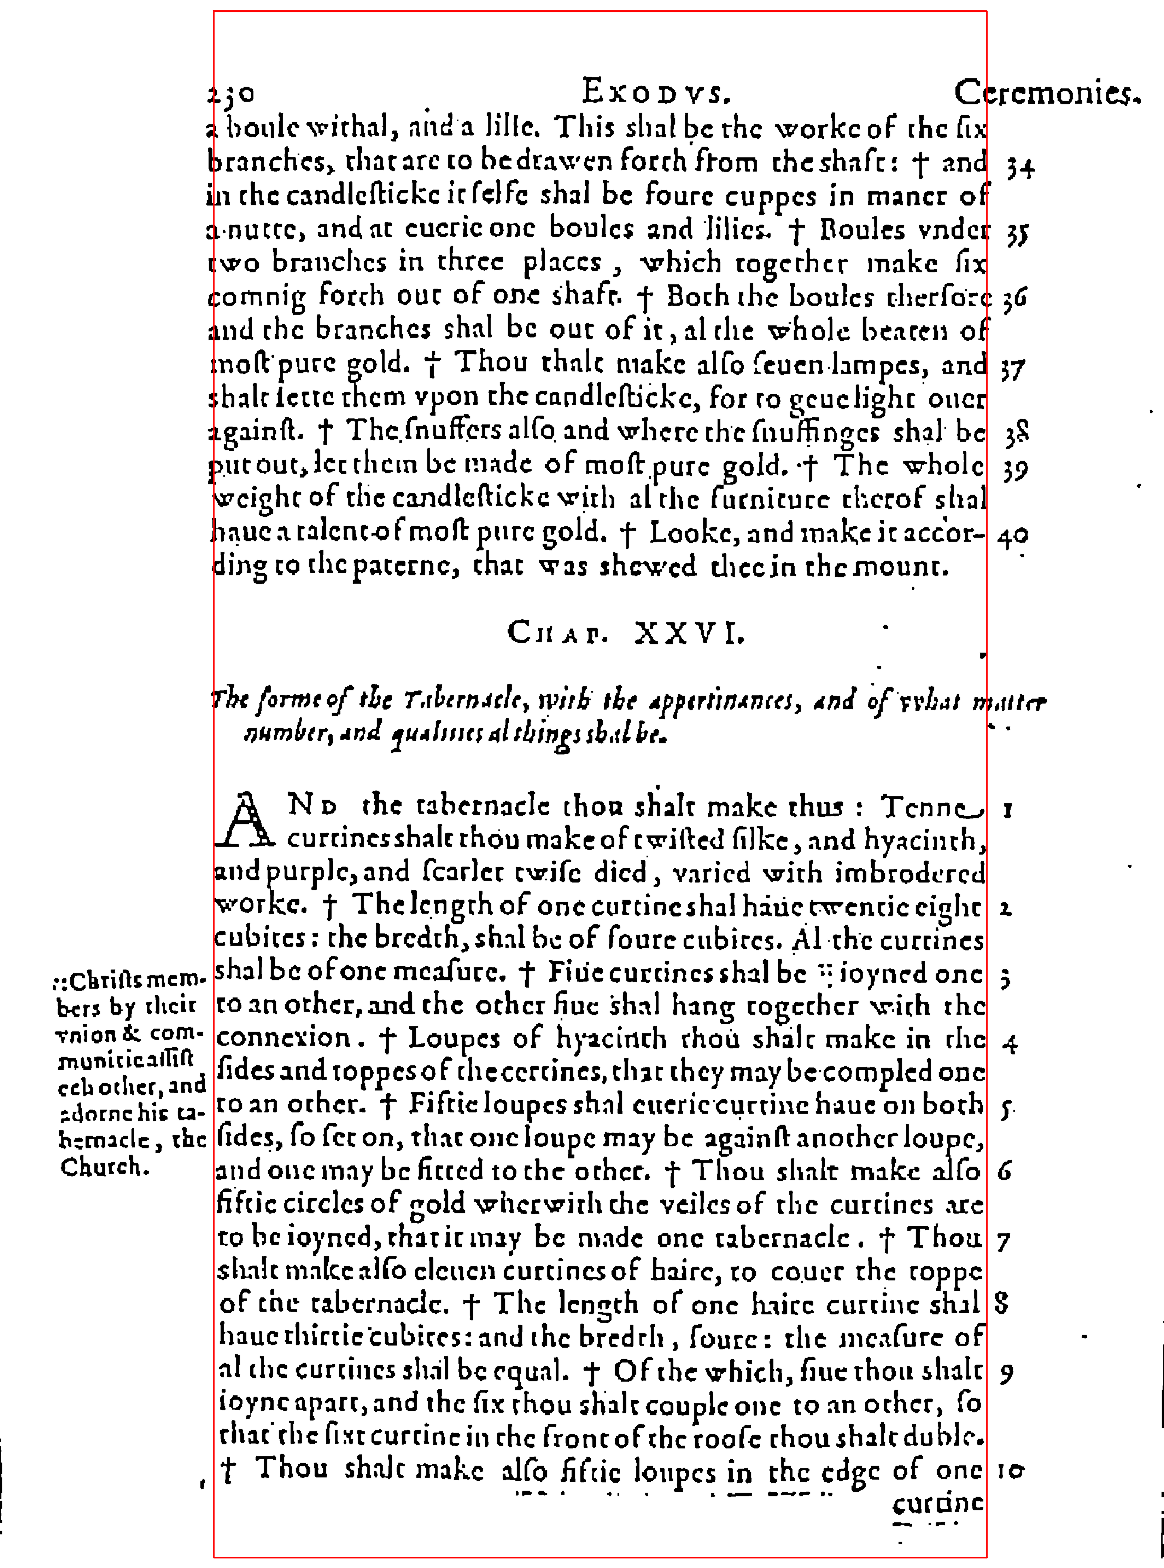 230 EXODVS. Ceremonies.
a boule withal, and a lilie. This shal be the worke of the ſix
branches, that are to be drawen forth from the shaft: † and 34
in the candleſticke it ſelfe shal be foure cuppes in maner of
a nutte, and at euerie one boules and lilies. † Boules vnder 35
two branches in three places, which together make ſix
comnig forth out of one shaft. † Both the boules therfore 36
and the branches shal be out of it, al the whole beaten of
moſt pure gold. † Thou shalt make alſo ſeuen lampes, and 37
shalt ſette them vpon the candleſticke, for to geue light ouer
againſt. † The ſnuffers alſo and where the ſnuffinges shal be 38
put out, let them be made of moſt pure gold. † The whole 39
weight of the candleſticke with al the furniture therof shal
haue a talent of moſt pure gold. † Looke, and make it accor- 40
ding to the paterne, that was shewed thee in the mount.
CHAP. XXVI.
The forme of the Tabernacle, with the appertinances, and of vvhat matter
number, and qualities al things shal be.
AND the tabernacle thou shalt make thus: Tenne 1
curtines shalt thou make of twiſted ſilke, and hyacinth,
and purple, and ſcarlet twiſe died, varied with imbrodered
worke. † The length of one curtine shal haue twentie eight 2
cubites: the bredth, shal be of foure cubites. Al the curtines
shal be of one meaſure. † Fiue curtines shal be :: ioyned one 3
to an other, and the other fiue shal hang together with the
connexion. † Loupes of hyacinth thou shalt make in the 4
ſides and toppes of the certines, that they may be compled one
to an other. † Fiftie loupes shal euerie curtine haue on both 5
ſides, ſo ſet on, that one loupe may be againſt another loupe,
and one may be fitted to the other. † Thou shalt make alſo 6
fiftie circles of gold wherwith the veiles of the curtines are
to be ioyned, that it may be made one tabernacle. † Thou 7
shalt make alſo eleuen curtines of haire, to couer the toppe
of the tabernacle. † The length of one haire curtine shal 8
haue thirtie cubites: and the bredth, foure: the meaſure of
al the curtines shal be equal. † Of the which, fiue thou shalt 9
ioyne apart, and the ſix thou shalt couple one to an other, ſo
that the ſixt curtine in the front of the roofe thou shalt duble.
† Thou shalt make alſo fiftie loupes in the edge of one 10
curtine
:: Chriſts mem-
bers by their
vnion & com-
munitie aſſiſt
ech other, and
adorne his ta-
bernacle, the
Church.